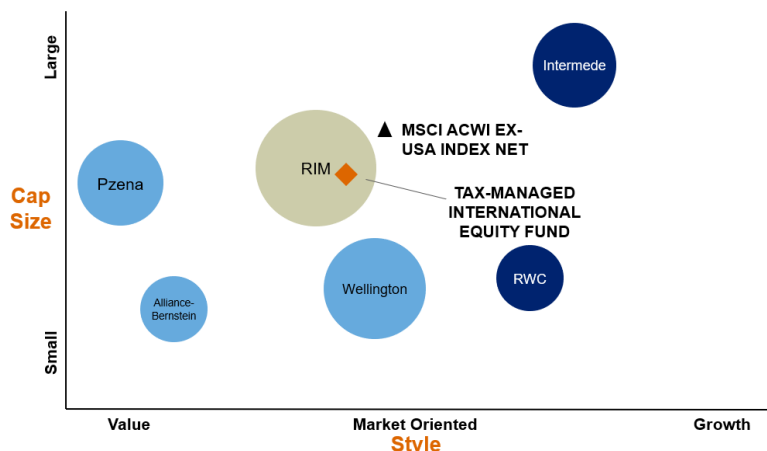 Large
Intermede
MSCI ACWI EX-
USA INDEX NET
RIM
Pzena
Cap
Size
TAX-MANAGED
INTERNATIONAL
EQUITY FUND
RWC
Wellington
Alliance-
Bernstein
Small
Value
Market Oriented
Growth
Style